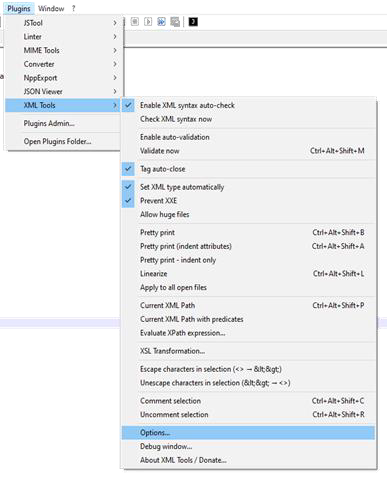 Plugins Window ?
JSTool
Linter
MIME Tools
Converter
NppExport
JSON Viewer
XML Tools
Plugins Admin...
Open Plugins Folder...
Enable XML syntax auto-check
Check XML syntax now
Enable auto-validation
Validate now Ctrl+Alt+Shift+M
Tag auto-close
Set XML type automatically
Prevent XXE
Allow huge files
Pretty print Ctrl+Alt+Shift+B
Pretty print (indent attributes) Ctrl+Alt+Shift+A
Pretty print - indent only
Linearize Ctrl+Alt+Shift+L
Apply to all open files
Current XML Path Ctrl+Alt+Shift+P
Current XML Path with predicates
Evaluate XPath expression...
XSL Transformation...
Escape characters in selection (<> → &lt;&gt;)
Unescape characters in selection (&lt;&gt; → <>)
Comment selection Ctrl+Alt+Shift+C
Uncomment selection Ctrl+Alt+Shift+R
Options...
Debug window...
About XML Tools / Donate...